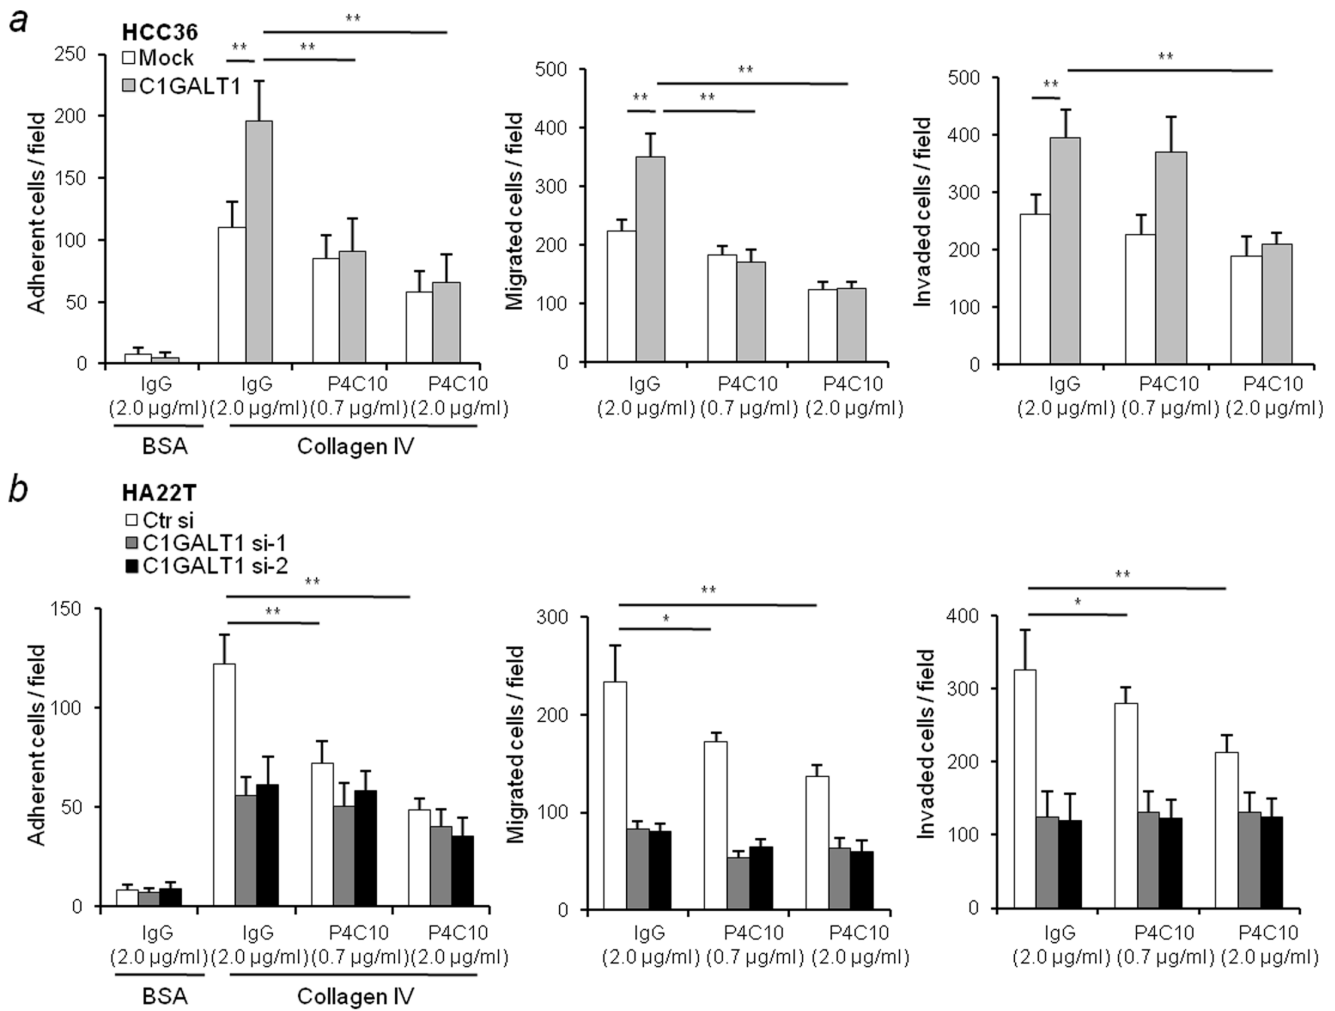 a
HCC36
Mock
C1GALT1
** ** **
Adherent cells / field
250
200
150
100
50
0
IgG IgG P4C10 P4C10
(2.0 µg/ml) (2.0 µg/ml) (0.7 µg/ml) (2.0 µg/ml)
BSA Collagen IV
** ** **
Migrated cells / field
500
400
300
200
100
0
IgG P4C10 P4C10
(2.0 µg/ml) (0.7 µg/ml) (2.0 µg/ml)
** **
Invaded cells / field
500
400
300
200
100
0
IgG P4C10 P4C10
(2.0 µg/ml) (0.7 µg/ml) (2.0 µg/ml)
b
HA22T
Ctr si
C1GALT1 si-1
C1GALT1 si-2
** **
Adherent cells / field
150
100
50
0
IgG IgG P4C10 P4C10
(2.0 µg/ml) (2.0 µg/ml) (0.7 µg/ml) (2.0 µg/ml)
BSA Collagen IV
** *
Migrated cells / field
300
200
100
0
IgG P4C10 P4C10
(2.0 µg/ml) (0.7 µg/ml) (2.0 µg/ml)
** *
Invaded cells / field
400
300
200
100
0
IgG P4C10 P4C10
(2.0 µg/ml) (0.7 µg/ml) (2.0 µg/ml)